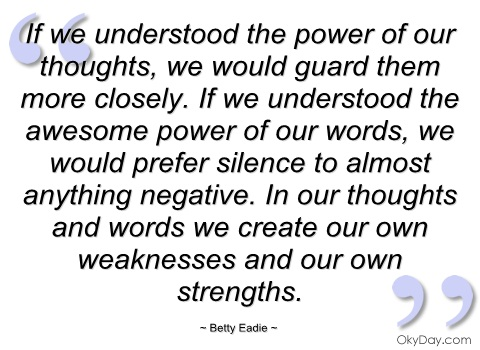 If we understood the power of our
thoughts, we would guard them
more closely. If we understood the
awesome power of our words, we
would prefer silence to almost
anything negative. In our thoughts
and words we create our own
weaknesses and our own
strengths.
~ Betty Eadie ~
OkyDay.com